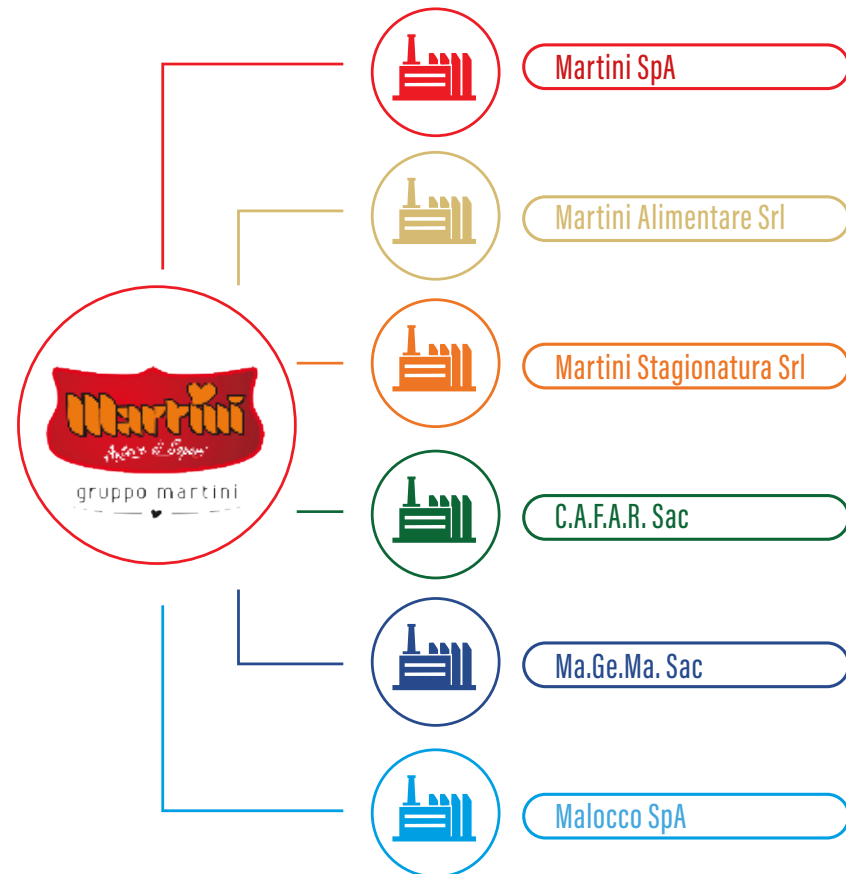 Martini SpA
Martini Alimentare Srl
Martini
gruppo martini
Martini Stagionatura Srl
C.A.F.A.R. Sac
Ma.Ge.Ma. Sac
Malocco SpA